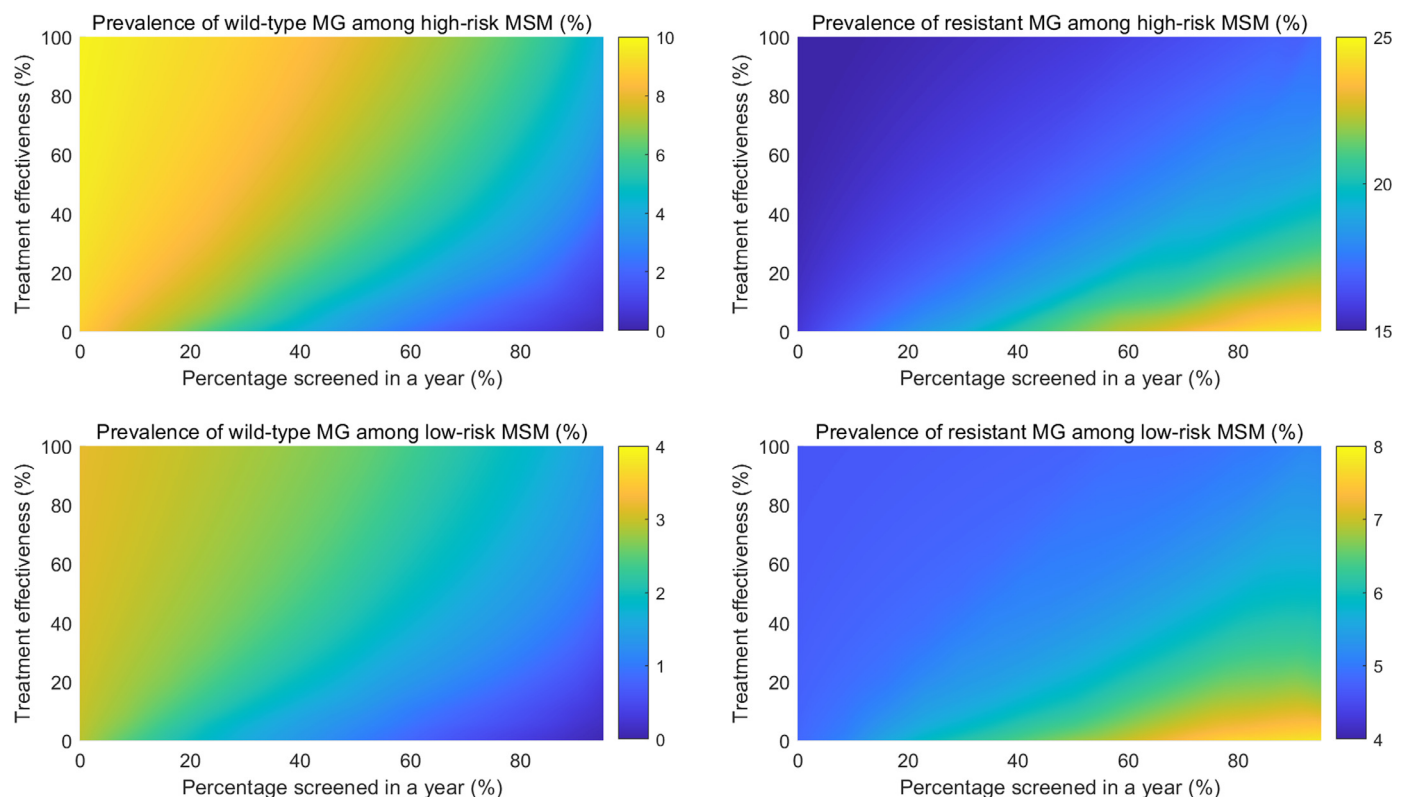 Prevalence of wild-type MG among high-risk MSM (%)
100
80
60
40
20
0
Treatment effectiveness (%)
0 20 40 60 80
Percentage screened in a year (%)
10
8
6
4
2
0
Prevalence of resistant MG among high-risk MSM (%)
100
80
60
40
20
0
Treatment effectiveness (%)
0 20 40 60 80
Percentage screened in a year (%)
25
20
15
Prevalence of wild-type MG among low-risk MSM (%)
100
80
60
40
20
0
Treatment effectiveness (%)
0 20 40 60 80
Percentage screened in a year (%)
4
3
2
1
0
Prevalence of resistant MG among low-risk MSM (%)
100
80
60
40
20
0
Treatment effectiveness (%)
0 20 40 60 80
Percentage screened in a year (%)
8
7
6
5
4